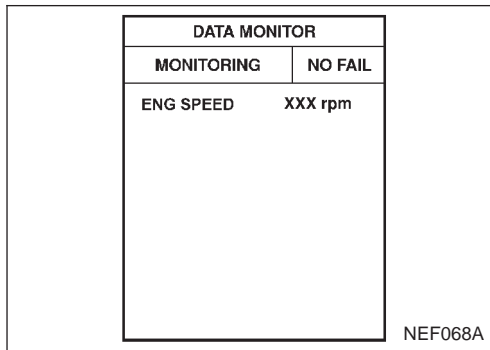 DATA MONITOR
MONITORING NO FAIL
ENG SPEED XXX rpm
NEF068A